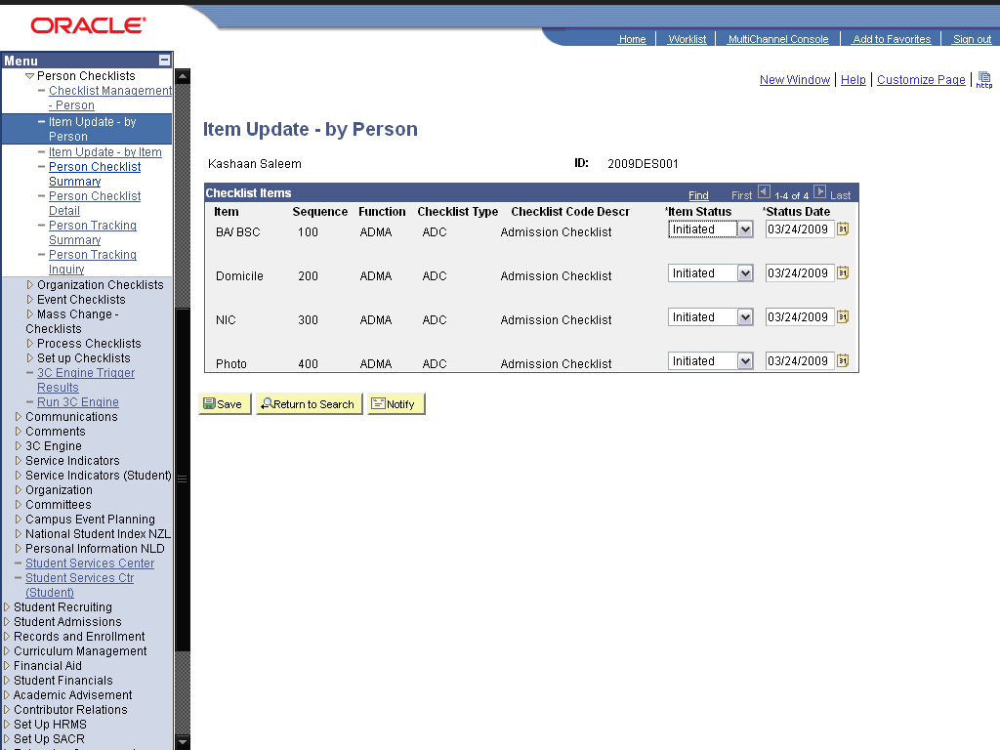 ORACLE®
Home
Worklist
MultiChannel Console
Add to Favorites
Sign out
Menu
Person Checklists
Checklist Management
- Person
Item Update - by
Person
Item Update - by Item
Person Checklist
Summary
Person Checklist
Detail
Person Tracking
Summary
Person Tracking
Inquiry
Organization Checklists
Event Checklists
Mass Change -
Checklists
Process Checklists
Set up Checklists
3C Engine Trigger
Results
Run 3C Engine
Communications
Comments
3C Engine
Service Indicators
Service Indicators (Student)
Organization
Committees
Campus Event Planning
National Student Index NZL
Personal Information NLD
Student Services Center
Student Services Ctr
(Student)
Student Recruiting
Student Admissions
Records and Enrollment
Curriculum Management
Financial Aid
Student Financials
Academic Advisement
Contributor Relations
Set Up HRMS
Set Up SACR
New Window | Help | Customize Page | http
Item Update - by Person
Kashaan Saleem ID: 2009DES001
Checklist Items Find First 1-4 of 4 Last
Item Sequence Function Checklist Type Checklist Code Descr *Item Status *Status Date
BA/ BSC 100 ADMA ADC Admission Checklist Initiated 03/24/2009 31
Domicile 200 ADMA ADC Admission Checklist Initiated 03/24/2009 31
NIC 300 ADMA ADC Admission Checklist Initiated 03/24/2009 31
Photo 400 ADMA ADC Admission Checklist Initiated 03/24/2009 31
Save Return to Search Notify